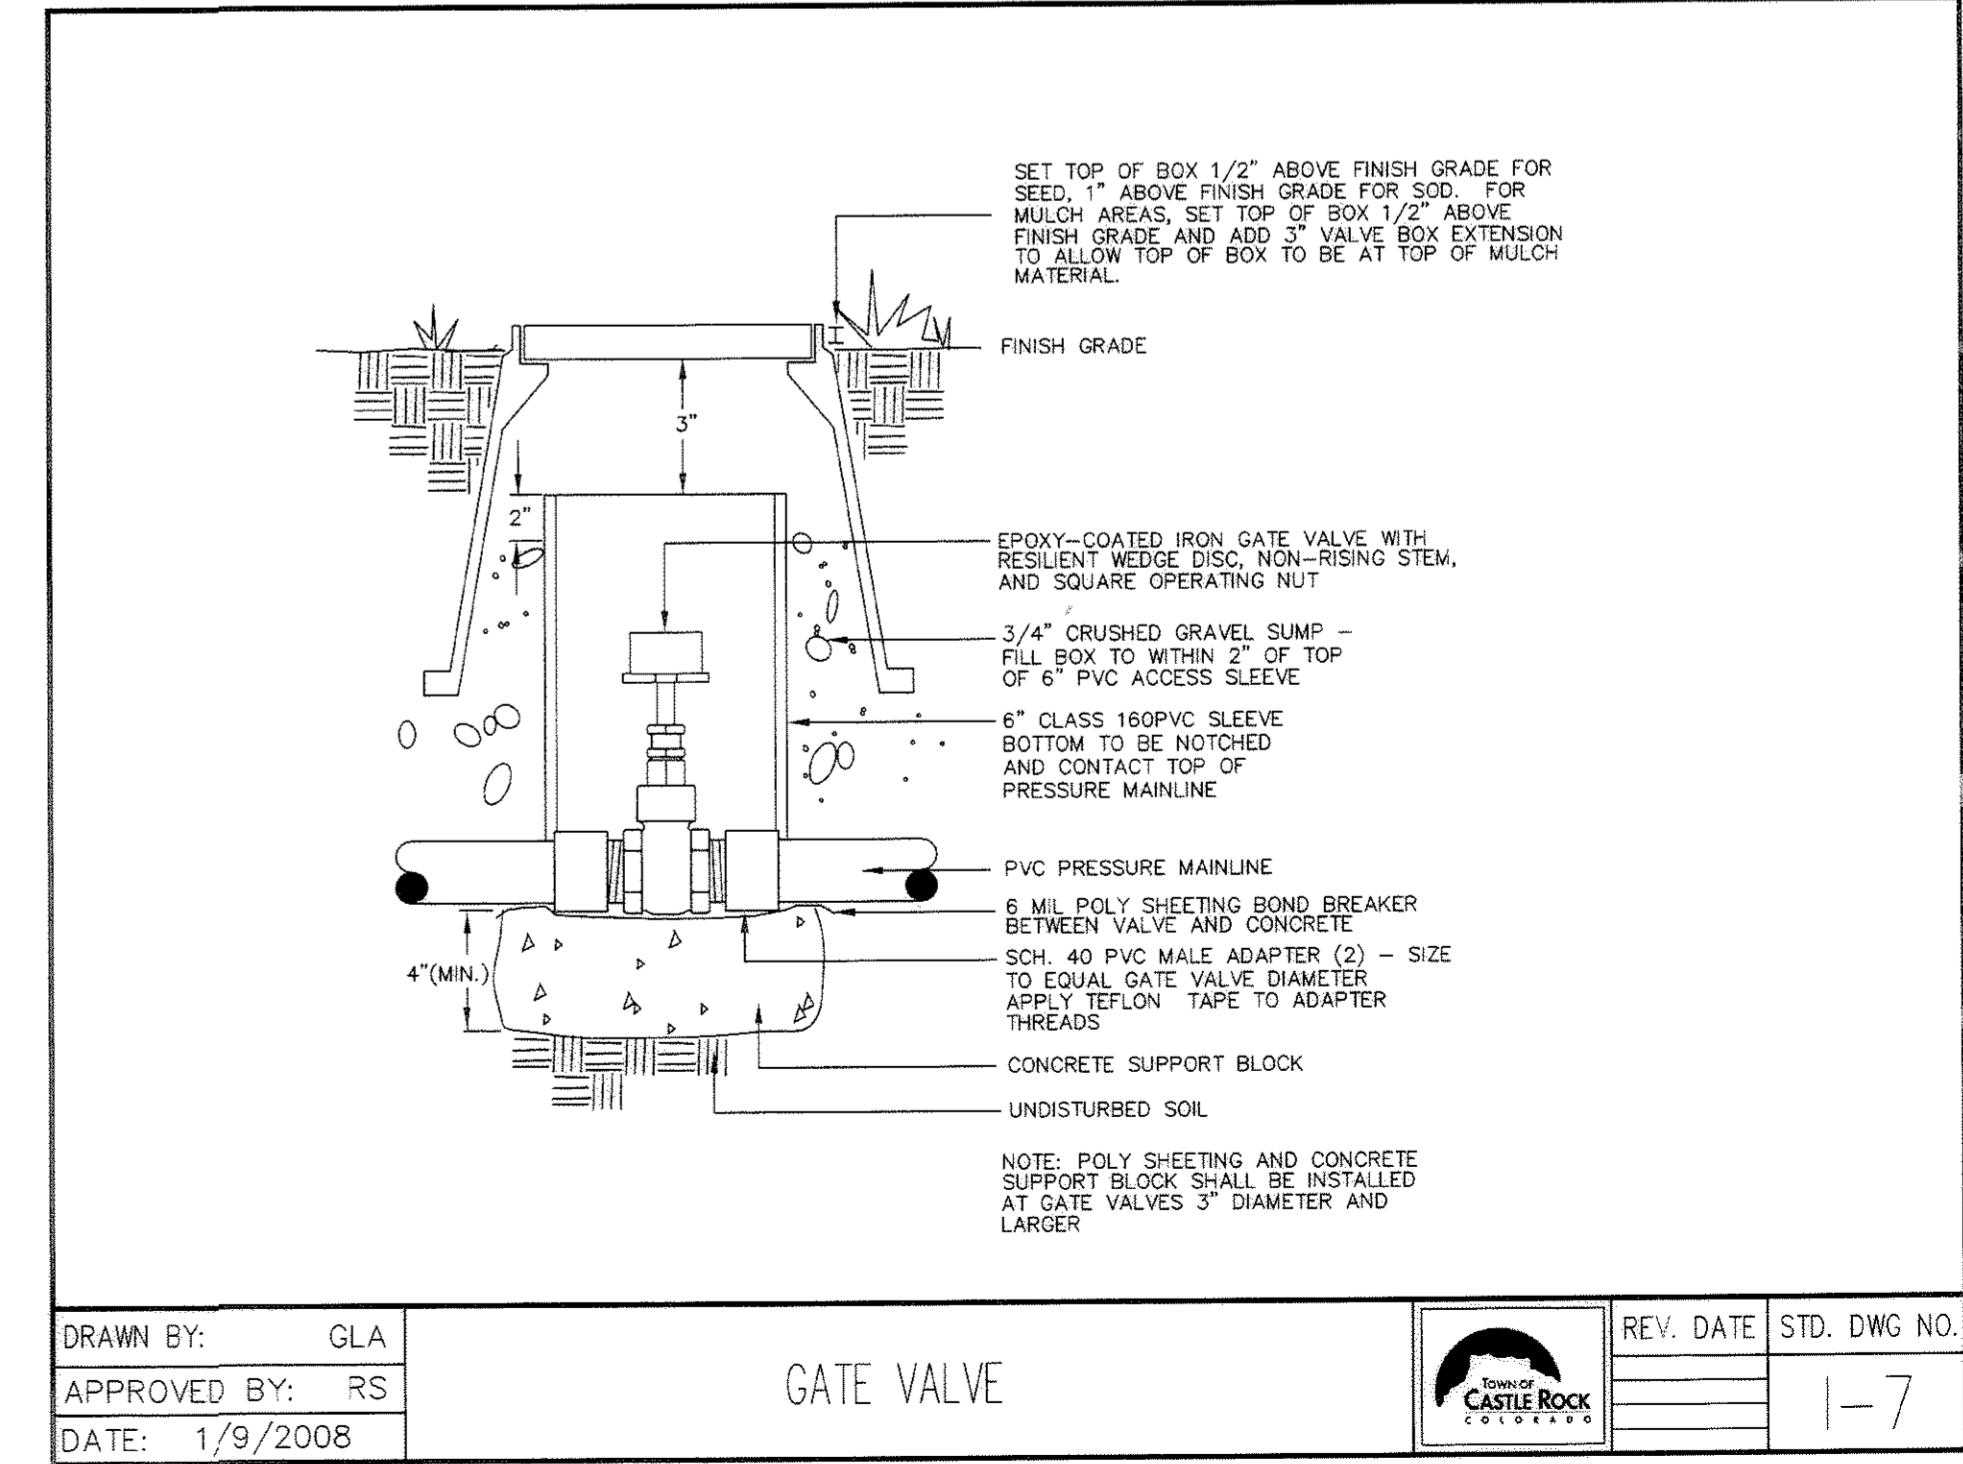 SET TOP OF BOX 1/2" ABOVE FINISH GRADE FOR
SEED, 1" ABOVE FINISH GRADE FOR SOD. FOR
MULCH AREAS, SET TOP OF BOX 1/2" ABOVE
FINISH GRADE AND ADD 3" VALVE BOX EXTENSION
TO ALLOW TOP OF BOX TO BE AT TOP OF MULCH
MATERIAL.
FINISH GRADE
3"
2"
EPOXY-COATED IRON GATE VALVE WITH
RESILIENT WEDGE DISC, NON-RISING STEM,
AND SQUARE OPERATING NUT
3/4" CRUSHED GRAVEL SUMP -
FILL BOX TO WITHIN 2" OF TOP
OF 6" PVC ACCESS SLEEVE
6" CLASS 160PVC SLEEVE
BOTTOM TO BE NOTCHED
AND CONTACT TOP OF
PRESSURE MAINLINE
PVC PRESSURE MAINLINE
6 MIL POLY SHEETING BOND BREAKER
BETWEEN VALVE AND CONCRETE
4"(MIN.)
SCH. 40 PVC MALE ADAPTER (2) - SIZE
TO EQUAL GATE VALVE DIAMETER
APPLY TEFLON TAPE TO ADAPTER
THREADS
CONCRETE SUPPORT BLOCK
UNDISTURBED SOIL
NOTE: POLY SHEETING AND CONCRETE
SUPPORT BLOCK SHALL BE INSTALLED
AT GATE VALVES 3" DIAMETER AND
LARGER
DRAWN BY: GLA
APPROVED BY: RS
DATE: 1/9/2008
GATE VALVE
TOWN OF
CASTLE ROCK
COLORADO
REV. DATE
STD. DWG NO.
I-7